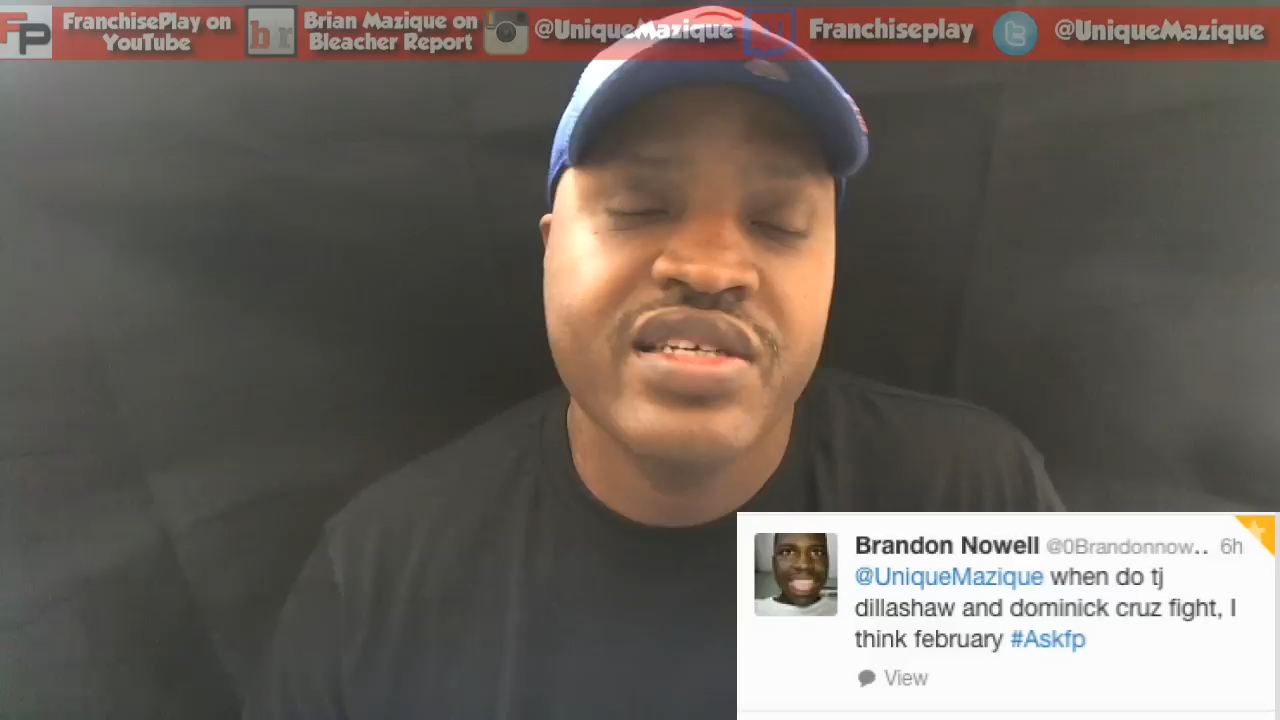 FP
FranchisePlay on
YouTube
br
Brian Mazique on
Bleacher Report
@UniqueMazique
Franchiseplay
@UniqueMazique
Brandon Nowell @0Brandonnow.. 6h
@UniqueMazique when do tj
dillashaw and dominick cruz fight, I
think february #Askfp
View